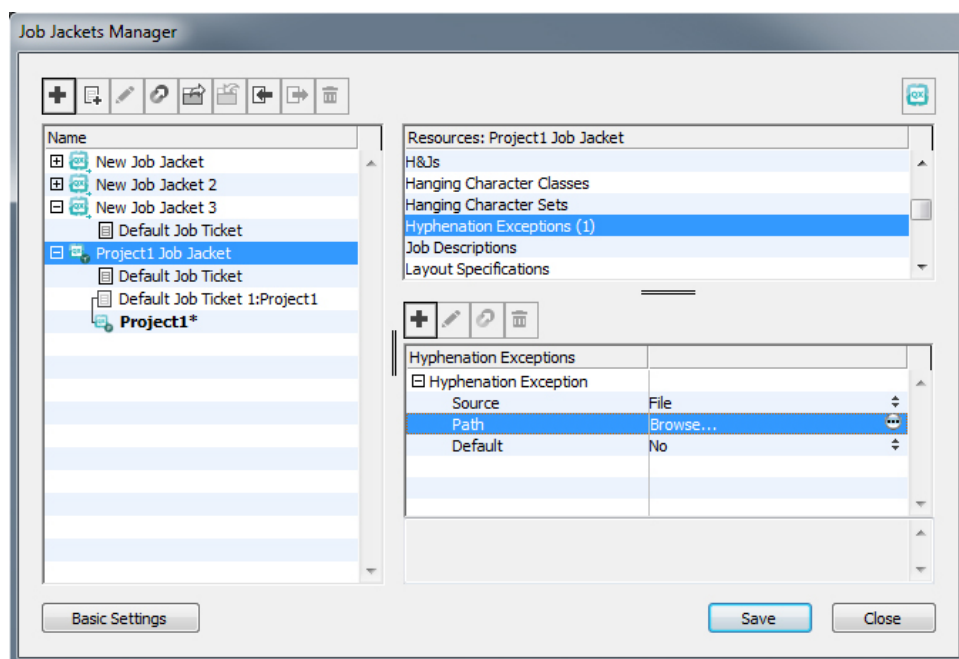 Job Jackets Manager
QX
Name
New Job Jacket
New Job Jacket 2
New Job Jacket 3
Default Job Ticket
Project1 Job Jacket
Default Job Ticket
Default Job Ticket 1:Project1
Project1*
Resources: Project1 Job Jacket
H&Js
Hanging Character Classes
Hanging Character Sets
Hyphenation Exceptions (1)
Job Descriptions
Layout Specifications
Hyphenation Exceptions
Hyphenation Exception
Source File
Path Browse...
Default No
Basic Settings
Save
Close